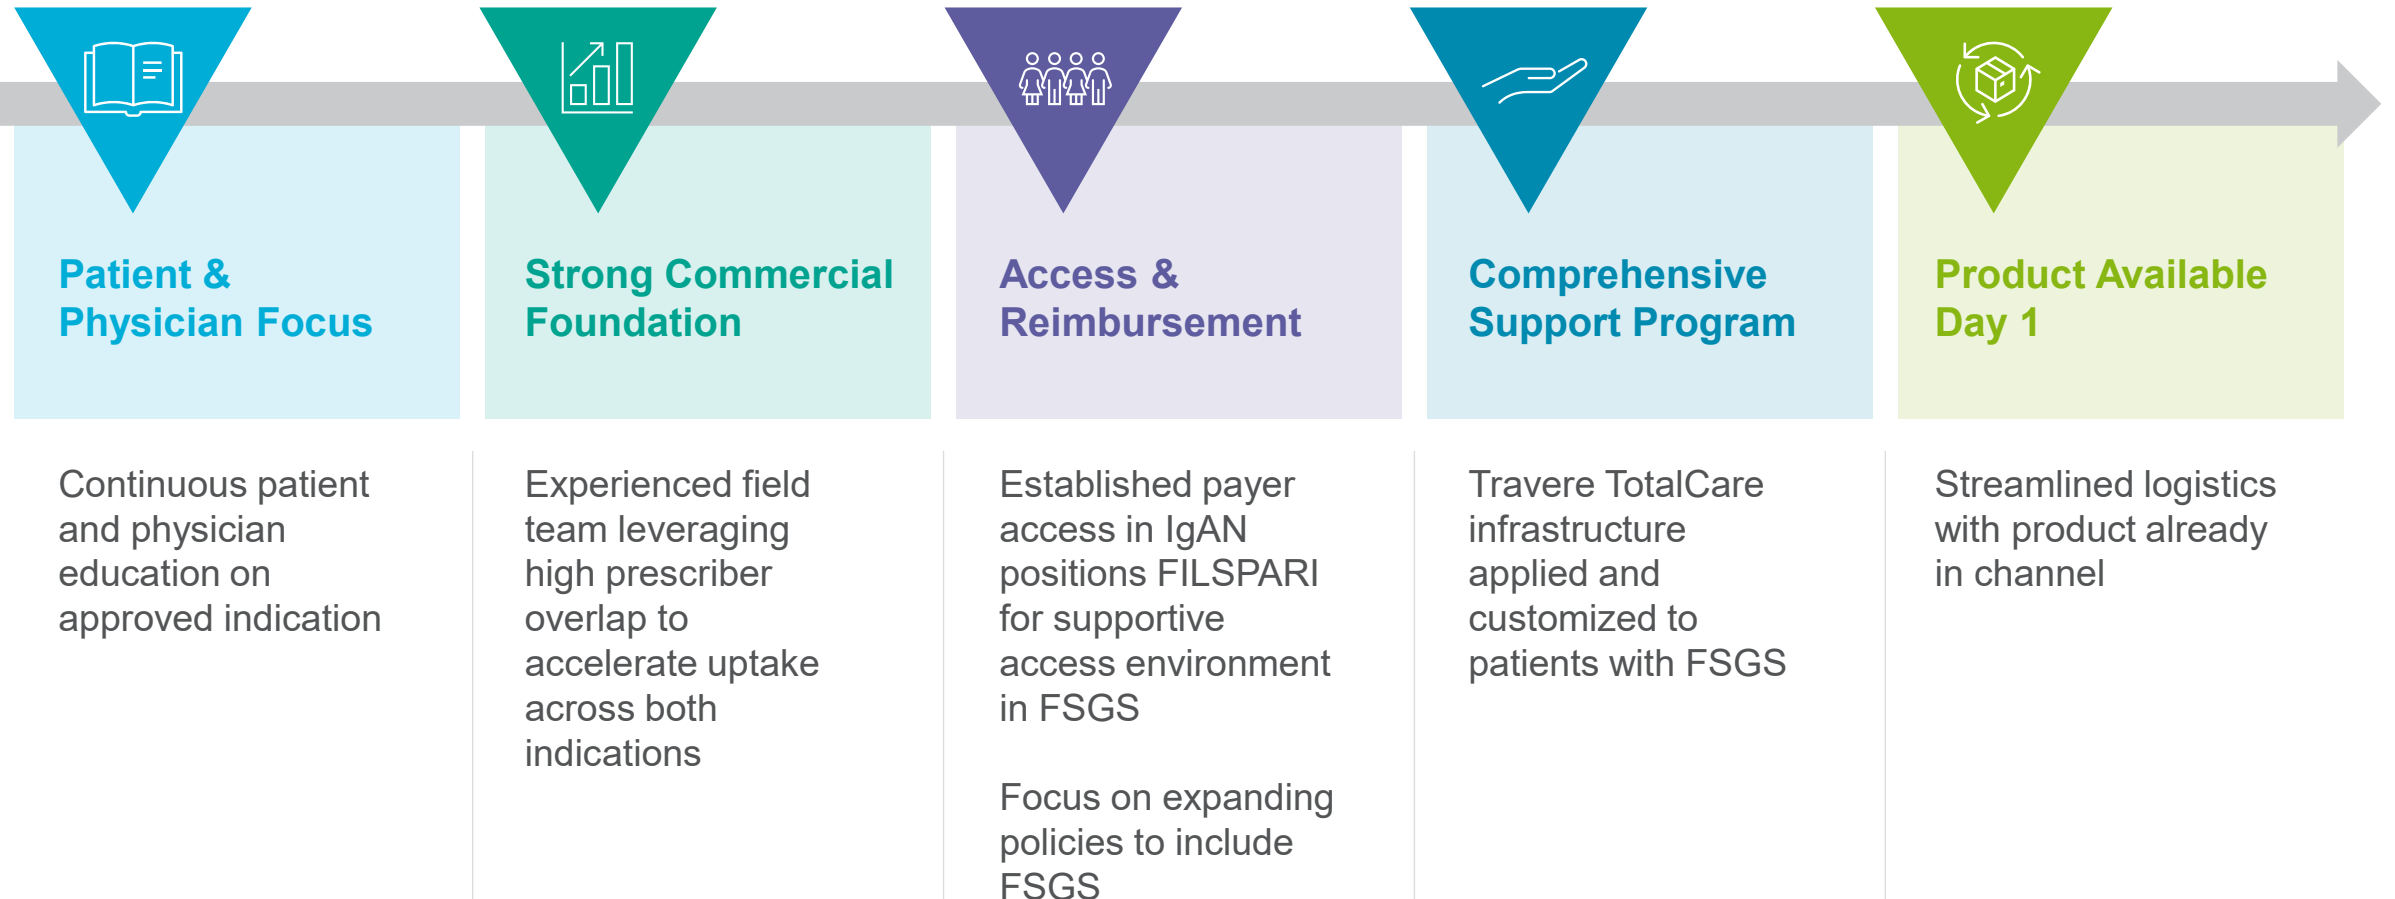 Patient &
Physician Focus
Continuous patient
and physician
education on
approved indication
Strong Commercial
Foundation
Experienced field
team leveraging
high prescriber
overlap to
accelerate uptake
across both
indications
Access &
Reimbursement
Established payer
access in IgAN
positions FILSPARI
for supportive
access environment
in FSGS
Focus on expanding
policies to include
FSGS
Comprehensive
Support Program
Travere TotalCare
infrastructure
applied and
customized to
patients with FSGS
Product Available
Day 1
Streamlined logistics
with product already
in channel